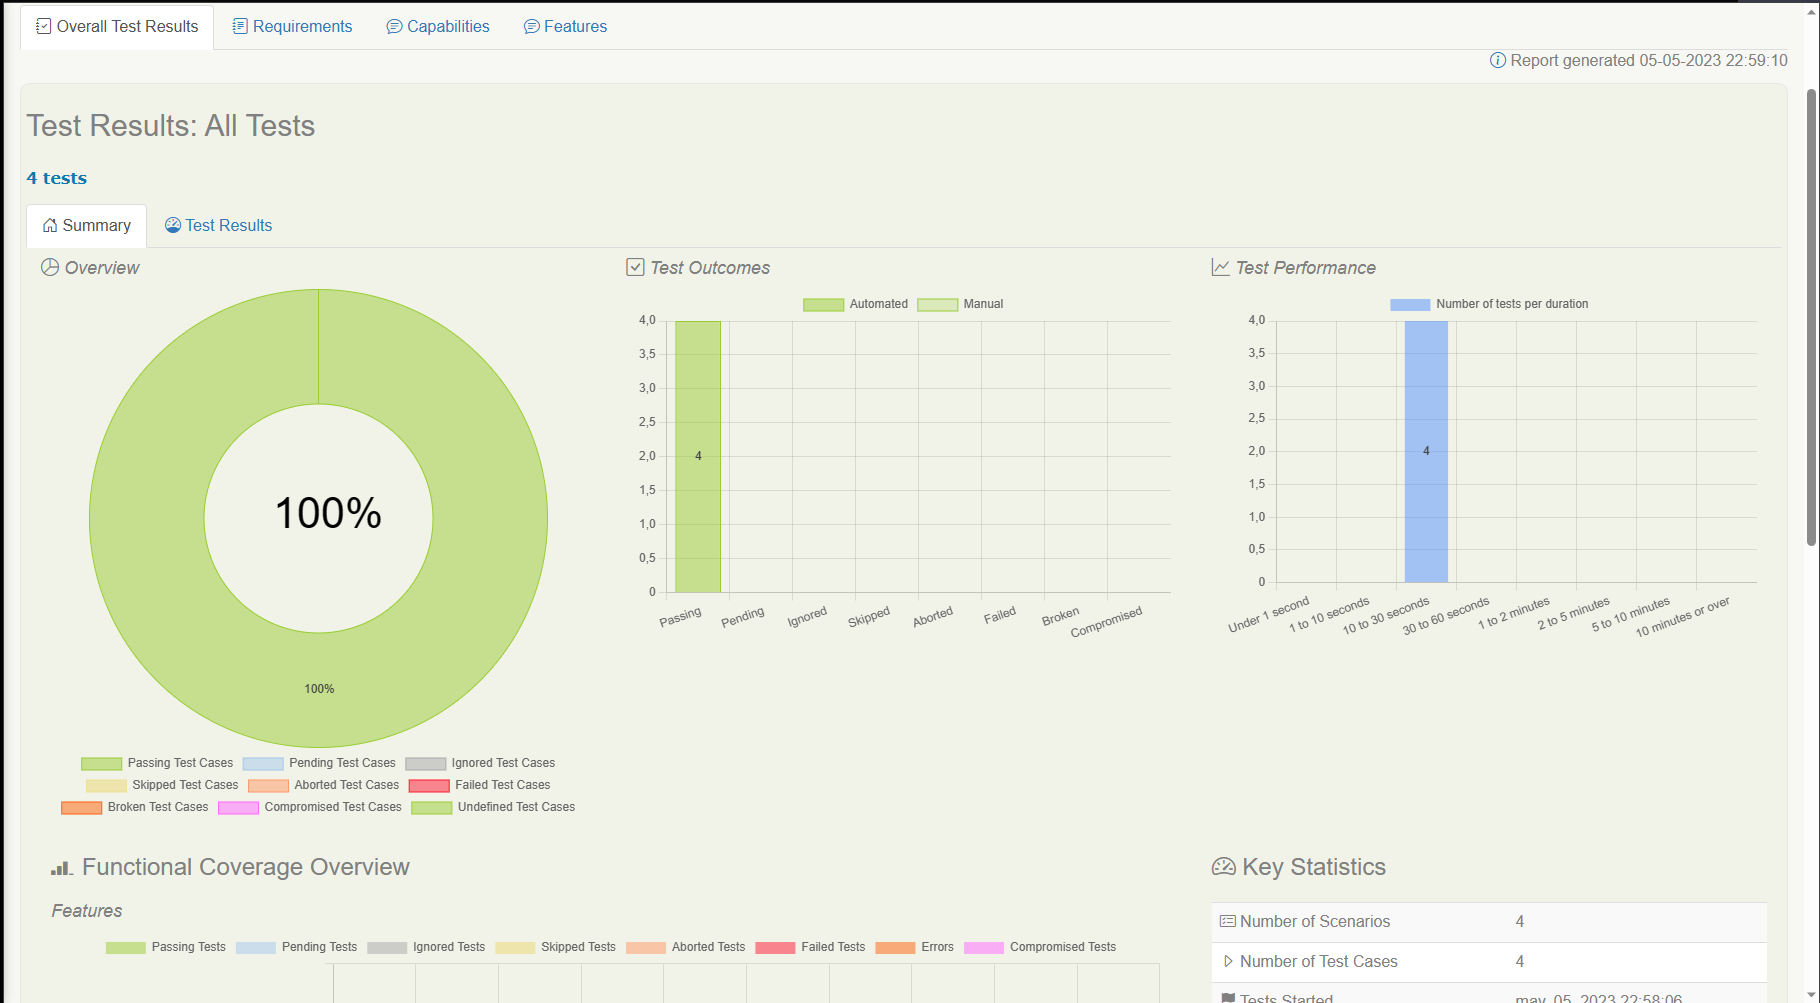 Overall Test Results
Requirements
Capabilities
Features
Report generated 05-05-2023 22:59:10
Test Results: All Tests
4 tests
Summary
Test Results
Overview
100%
100%
Passing Test Cases
Pending Test Cases
Ignored Test Cases
Skipped Test Cases
Aborted Test Cases
Failed Test Cases
Broken Test Cases
Compromised Test Cases
Undefined Test Cases
Test Outcomes
Automated
Manual
4,0
3,5
3,0
2,5
2,0
1,5
1,0
0,5
0
4
Passing
Pending
Ignored
Skipped
Aborted
Failed
Broken
Compromised
Test Performance
Number of tests per duration
4,0
3,5
3,0
2,5
2,0
1,5
1,0
0,5
0
4
Under 1 second
1 to 10 seconds
10 to 30 seconds
30 to 60 seconds
1 to 2 minutes
2 to 5 minutes
5 to 10 minutes
10 minutes or over
Functional Coverage Overview
Features
Passing Tests
Pending Tests
Ignored Tests
Skipped Tests
Aborted Tests
Failed Tests
Errors
Compromised Tests
Key Statistics
Number of Scenarios 4
Number of Test Cases 4
Tests Started may. 05, 2023 22:58:06